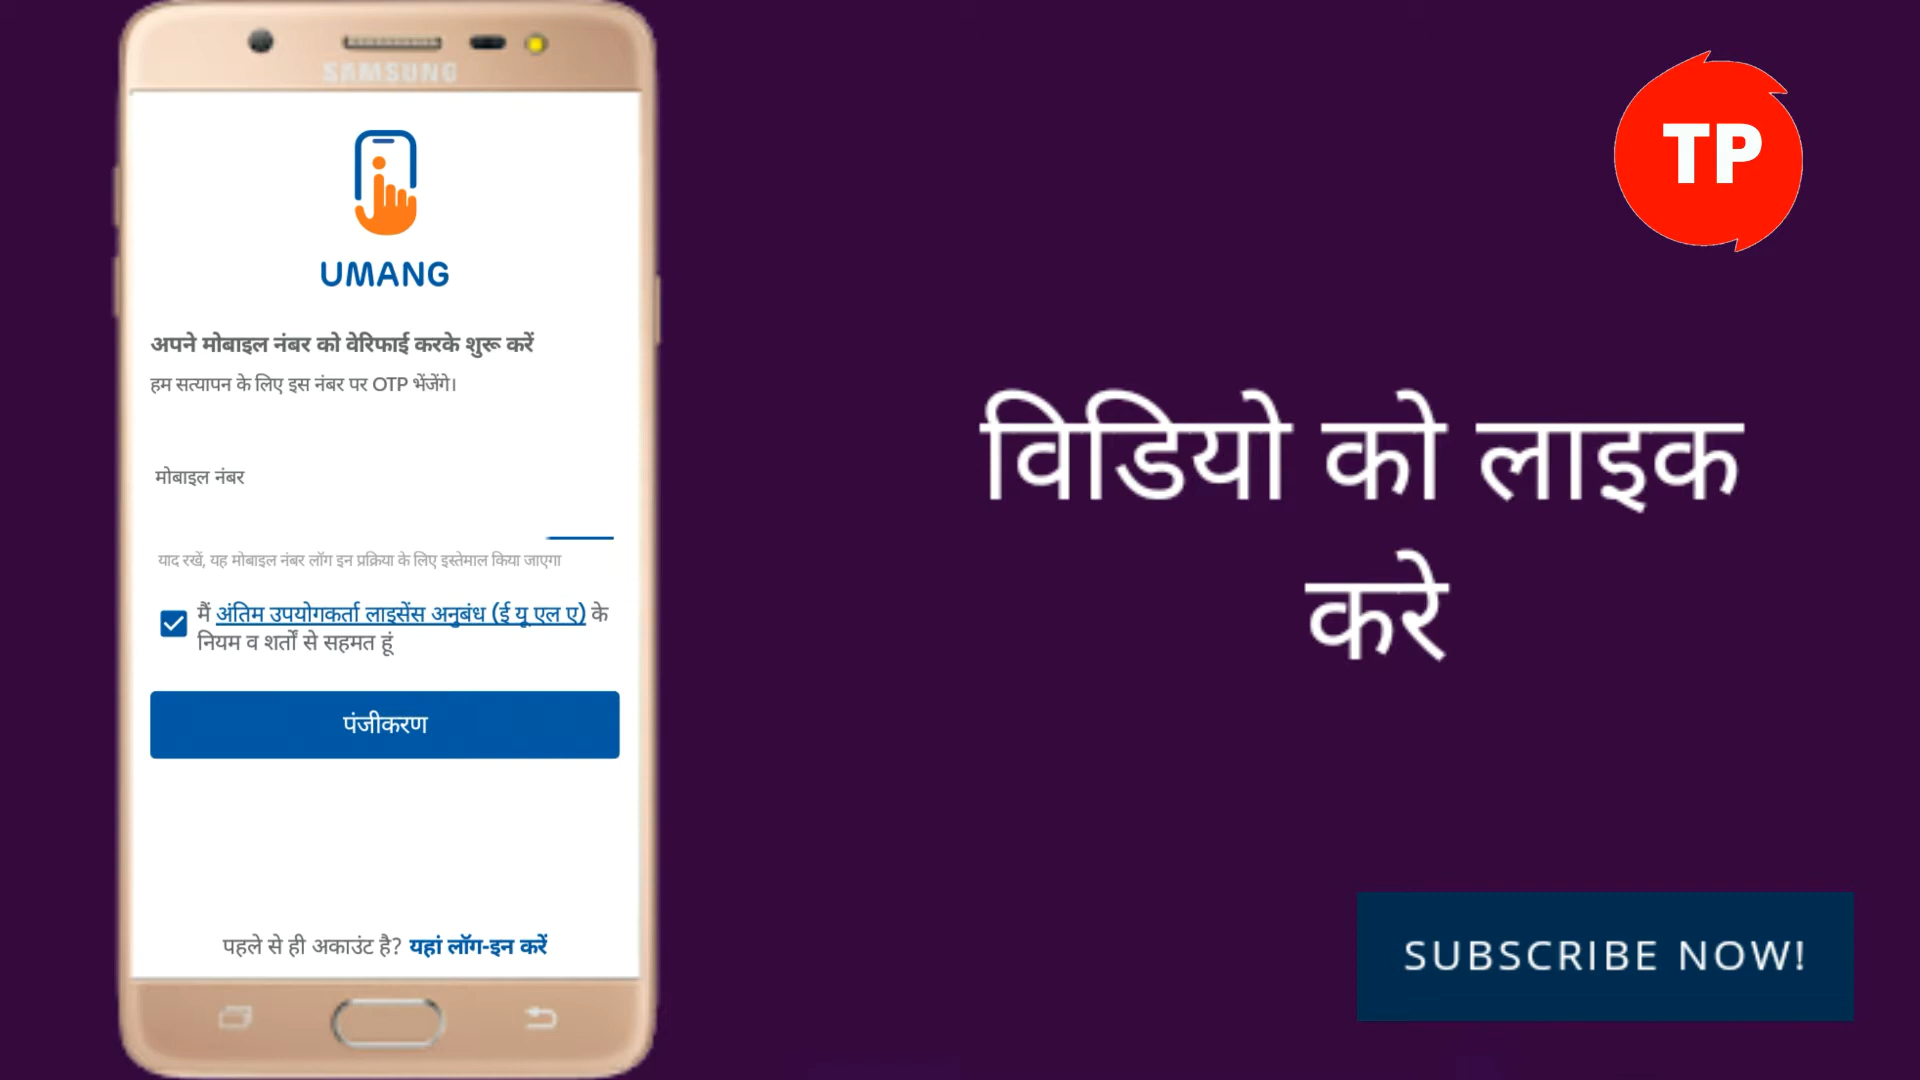 SAMSUNG
UMANG
अपने मोबाइल नंबर को वेरिफाई करके शुरू करें
हम सत्यापन के लिए इस नंबर पर OTP भेंजेंगे।
मोबाइल नंबर
याद रखें, यह मोबाइल नंबर लॉग इन प्रक्रिया के लिए इस्तेमाल किया जाएगा
मैं अंतिम उपयोगकर्ता लाइसेंस अनुबंध (ई यू एल ए) के
नियम व शर्तों से सहमत हूं
पंजीकरण
पहले से ही अकाउंट है? यहां लॉग-इन करें
TP
विडियो को लाइक
करे
SUBSCRIBE NOW!